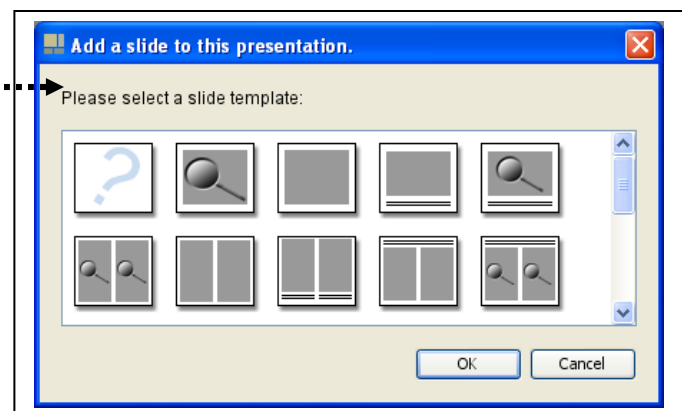 Add a slide to this presentation.
Please select a slide template:
?
OK
Cancel